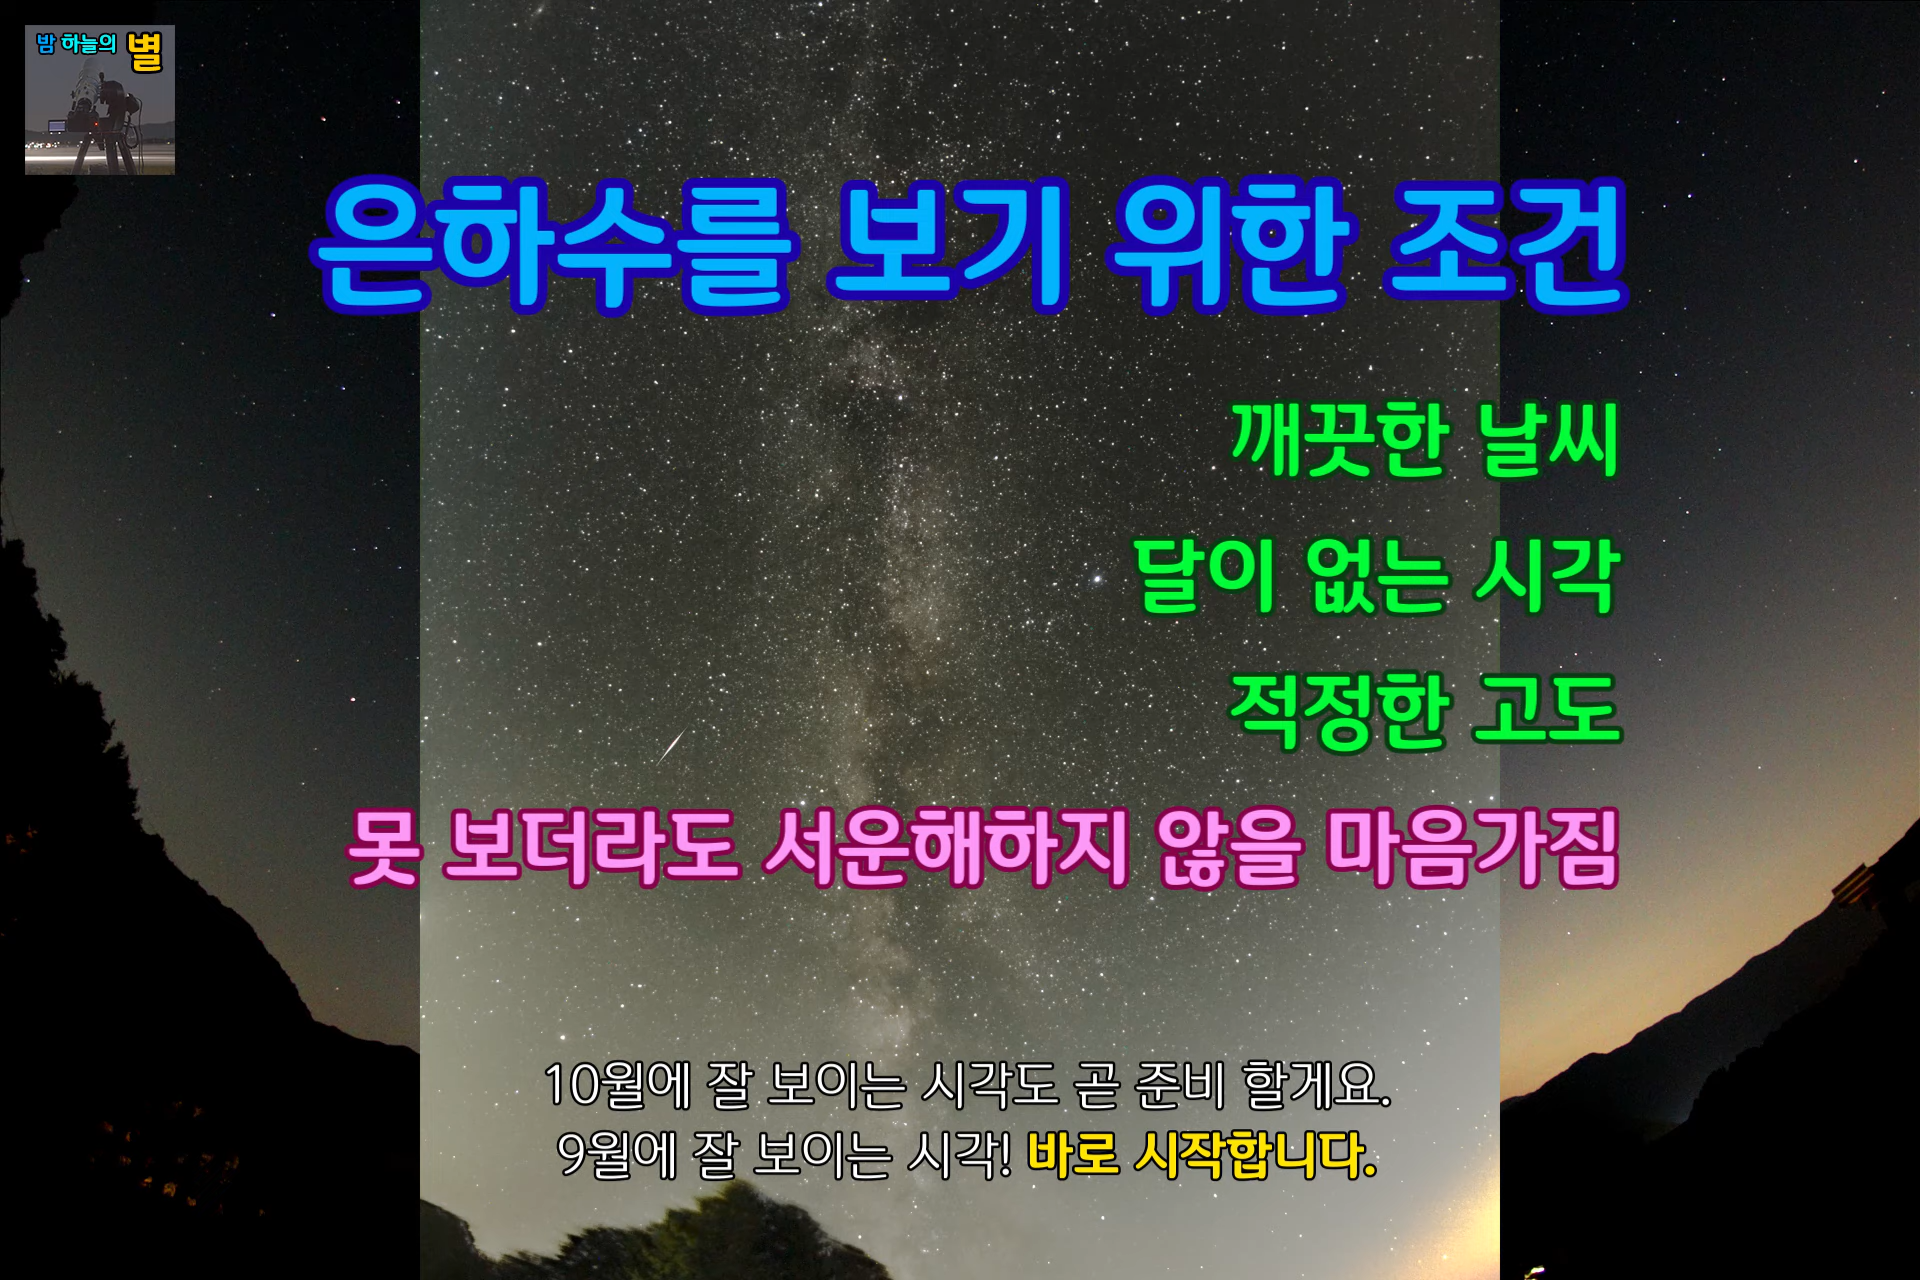 밤 하늘의 별
은하수를 보기 위한 조건
깨끗한 날씨
달이 없는 시각
적정한 고도
못 보더라도 서운해하지 않을 마음가짐
10월에 잘 보이는 시각도 곧 준비 할게요.
9월에 잘 보이는 시각! 바로 시작합니다.